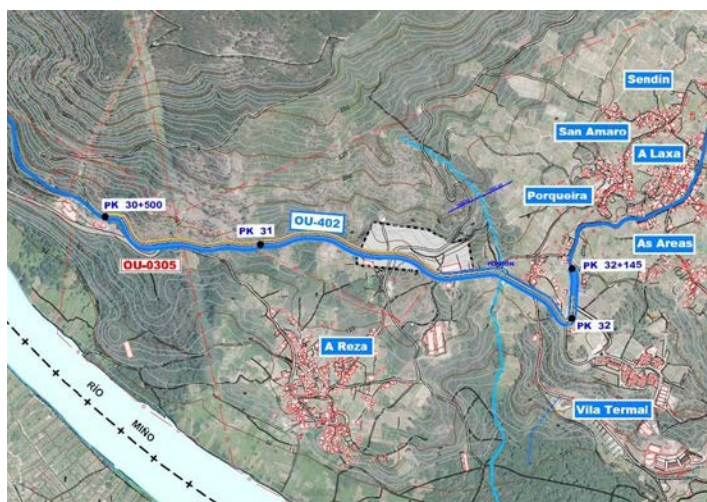 Sendín
San Amaro
A Laxa
Porqueira
PK 30+500
PK 31
OU-402
OU-0305
As Areas
PK 32+145
PK 32
A Reza
Vila Termal
RÍO
MIÑO